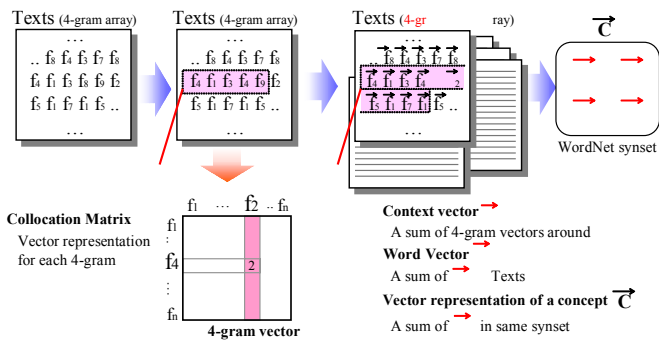 Texts (4-gram array)
...
.. f8 f4 f3 f7 f8
f4 f1 f3 f8 f9 f2
f5 f1 f7 f1 f5 ..
...
Texts (4-gram array)
...
.. f8 f4 f3 f7 f8
f4 f1 f3 f4 f9 f2
f5 f1 f7 f1 f5 ..
...
Texts (4-gr ray)
...
f8 f4 f3 f7 f8
f4 f1 f3 f4 2
f5 f1 f7 f1 f5 ..
...
C
WordNet synset
Collocation Matrix
Vector representation
for each 4-gram
f1 ... f2 .. fn
f1
:
f4 2
:
:
fn
4-gram vector
Context vector
A sum of 4-gram vectors around
Word Vector
A sum of Texts
Vector representation of a concept C
A sum of in same synset